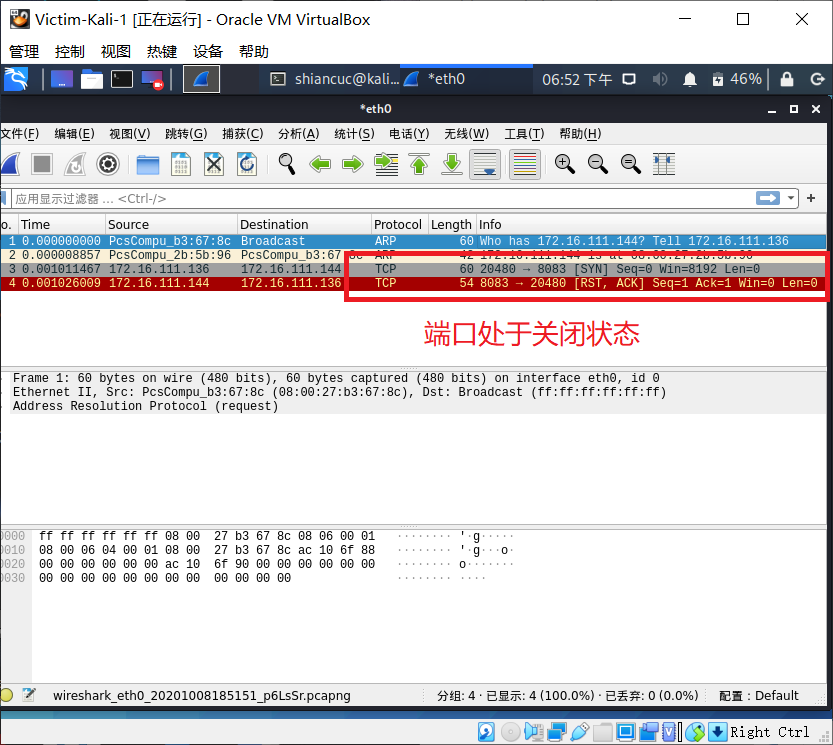 Victim-Kali-1 [正在运行] - Oracle VM VirtualBox
管理 控制 视图 热键 设备 帮助
shiancuc@kali... *eth0 06:52 下午 46%
*eth0
文件(F) 编辑(E) 视图(V) 跳转(G) 捕获(C) 分析(A) 统计(S) 电话(Y) 无线(W) 工具(T) 帮助(H)
应用显示过滤器 … <Ctrl-/> +
o. Time Source Destination Protocol Length Info
1 0.000000000 PcsCompu_b3:67:8c Broadcast ARP 60 Who has 172.16.111.144? Tell 172.16.111.136
2 0.000008857 PcsCompu_2b:5b:96 PcsCompu_b3:67:8c ARP 42 172.16.111.144 is at 08:00:27:2b:5b:96
3 0.001011467 172.16.111.136 172.16.111.144 TCP 60 20480 → 8083 [SYN] Seq=0 Win=8192 Len=0
4 0.001026009 172.16.111.144 172.16.111.136 TCP 54 8083 → 20480 [RST, ACK] Seq=1 Ack=1 Win=0 Len=0
端口处于关闭状态
Frame 1: 60 bytes on wire (480 bits), 60 bytes captured (480 bits) on interface eth0, id 0
Ethernet II, Src: PcsCompu_b3:67:8c (08:00:27:b3:67:8c), Dst: Broadcast (ff:ff:ff:ff:ff:ff)
Address Resolution Protocol (request)
0000 ff ff ff ff ff ff 08 00 27 b3 67 8c 08 06 00 01 ········ '·g·····
0010 08 00 06 04 00 01 08 00 27 b3 67 8c ac 10 6f 88 ········ '·g···o·
0020 00 00 00 00 00 00 ac 10 6f 90 00 00 00 00 00 00 ········ o·······
0030 00 00 00 00 00 00 00 00 00 00 00 00 ········ ····
wireshark_eth0_20201008185151_p6LsSr.pcapng 分组: 4 · 已显示: 4 (100.0%) · 已丢弃: 0 (0.0%) 配置：Default
Right Ctrl